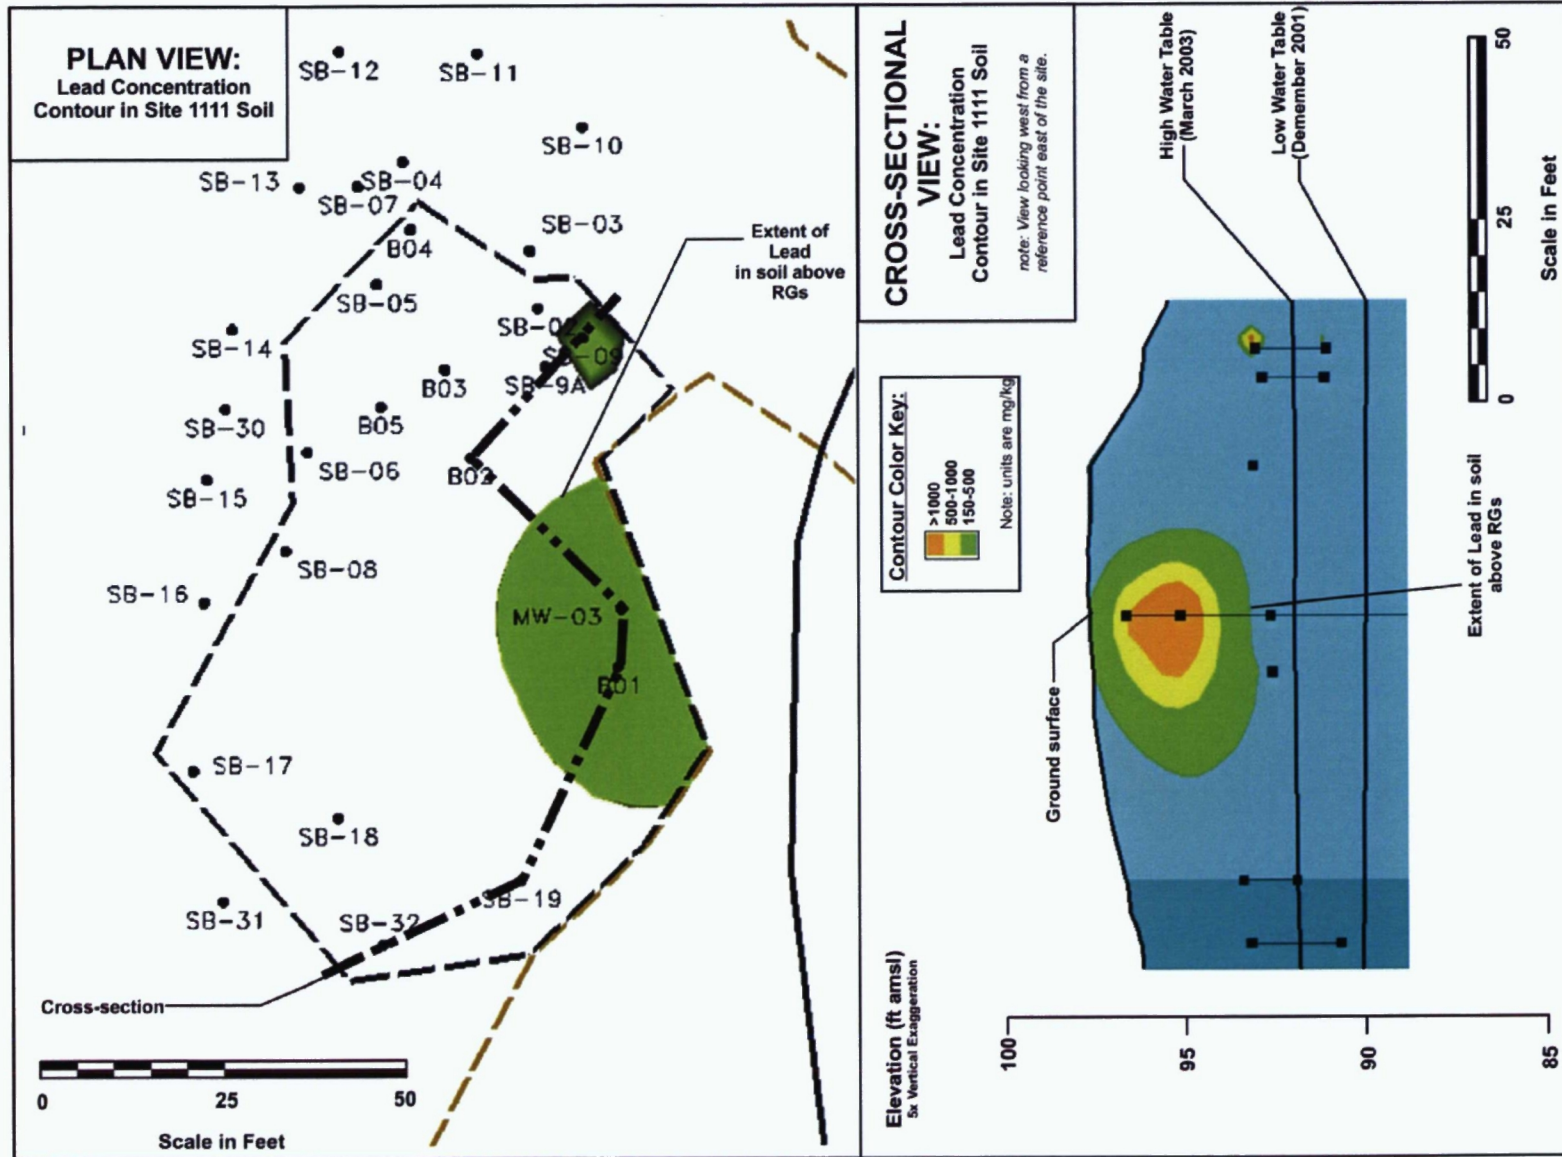 PLAN VIEW:
Lead Concentration
Contour in Site 1111 Soil
SB-12
SB-11
SB-10
SB-13
SB-04
SB-07
SB-03
B04
SB-05
Extent of
Lead
in soil above
RGs
SB-14
SB-02
SB-09
SB-9A
B03
SB-30
B05
SB-06
B02
SB-15
SB-08
SB-16
MW-03
B01
SB-17
SB-18
SB-19
SB-31
SB-32
Cross-section
0
25
50
Scale in Feet
CROSS-SECTIONAL
VIEW:
Lead Concentration
Contour in Site 1111 Soil
note: View looking west from a
reference point east of the site.
High Water Table
(March 2003)
Low Water Table
(Demember 2001)
50
25
0
Scale in Feet
Contour Color Key:
>1000
500-1000
150-500
Note: units are mg/kg
Extent of Lead in soil
above RGs
Ground surface
Elevation (ft amsl)
5x Vertical Exaggeration
100
95
90
85